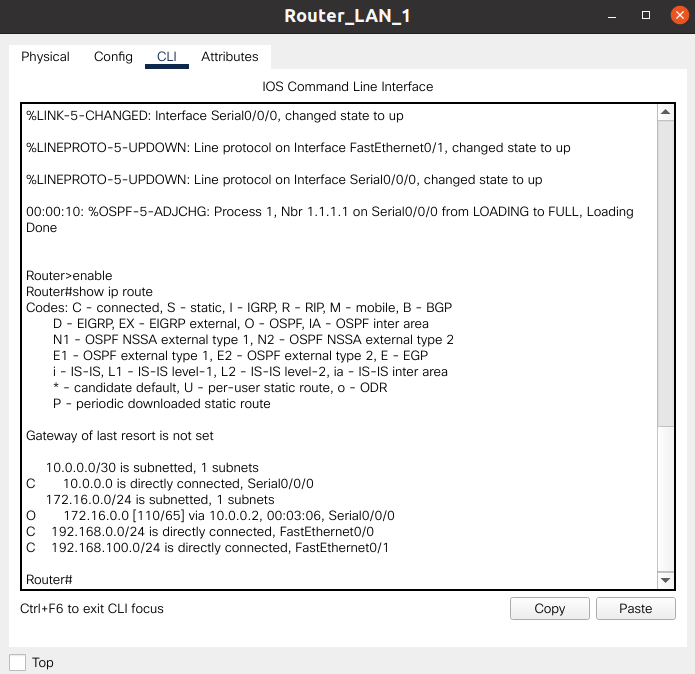 Router_LAN_1
Physical Config CLI Attributes
IOS Command Line Interface
%LINK-5-CHANGED: Interface Serial0/0/0, changed state to up
%LINEPROTO-5-UPDOWN: Line protocol on Interface FastEthernet0/1, changed state to up
%LINEPROTO-5-UPDOWN: Line protocol on Interface Serial0/0/0, changed state to up
00:00:10: %OSPF-5-ADJCHG: Process 1, Nbr 1.1.1.1 on Serial0/0/0 from LOADING to FULL, Loading
Done
Router>enable
Router#show ip route
Codes: C - connected, S - static, I - IGRP, R - RIP, M - mobile, B - BGP
D - EIGRP, EX - EIGRP external, O - OSPF, IA - OSPF inter area
N1 - OSPF NSSA external type 1, N2 - OSPF NSSA external type 2
E1 - OSPF external type 1, E2 - OSPF external type 2, E - EGP
i - IS-IS, L1 - IS-IS level-1, L2 - IS-IS level-2, ia - IS-IS inter area
* - candidate default, U - per-user static route, o - ODR
P - periodic downloaded static route
Gateway of last resort is not set
10.0.0.0/30 is subnetted, 1 subnets
C 10.0.0.0 is directly connected, Serial0/0/0
172.16.0.0/24 is subnetted, 1 subnets
O 172.16.0.0 [110/65] via 10.0.0.2, 00:03:06, Serial0/0/0
C 192.168.0.0/24 is directly connected, FastEthernet0/0
C 192.168.100.0/24 is directly connected, FastEthernet0/1
Router#
Ctrl+F6 to exit CLI focus
Copy Paste
Top